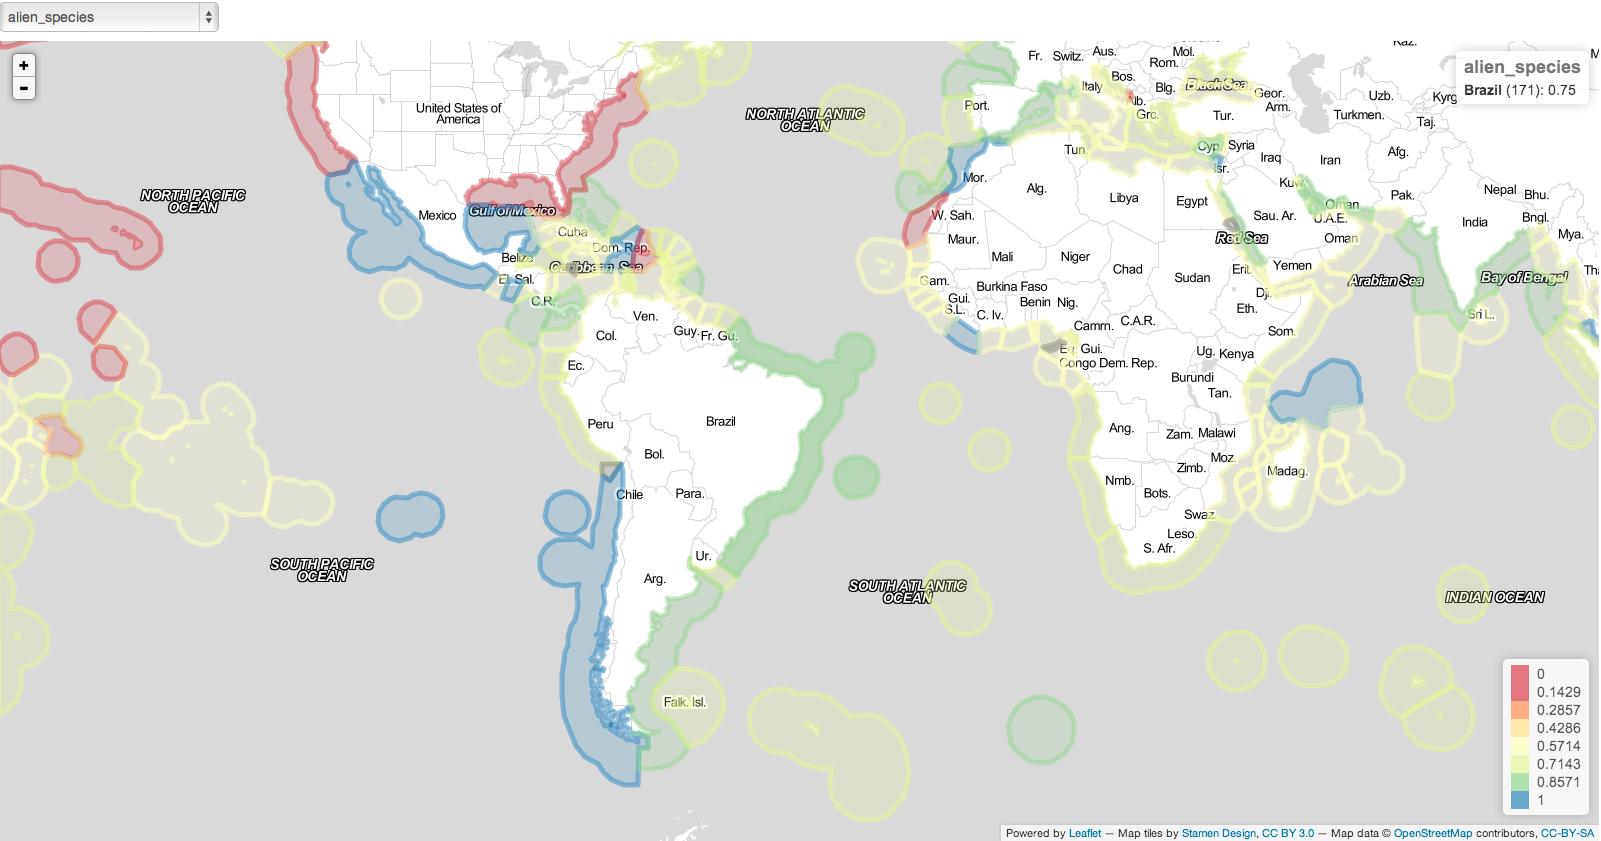 alien_species
+
-
alien_species
Brazil (171): 0.75
Fr.
Switz.
Aus.
Mol.
Kaz.
Rom.
Bos.
Italy
Blg.
Black Sea
Geor.
Uzb.
Kyrg
Port.
Alb.
Arm.
Grc.
Tur.
Turkmen.
Taj.
United States of
America
NORTH ATLANTIC
OCEAN
Tun.
Cyp.
Syria
Iraq
Iran
Afg.
Isr.
Mor.
Alg.
Libya
Egypt
Kuw.
Pak.
Nepal
Bhu.
NORTH PACIFIC
OCEAN
Mexico
Gulf of Mexico
W. Sah.
Sau. Ar.
Oman
U.A.E.
India
Bngl.
Cuba
Maur.
Red Sea
Oman
Mya.
Dom. Rep.
Belize
Caribbean Sea
Mali
Niger
Chad
Sudan
Erit.
Yemen
Arabian Sea
Bay of Bengal
Tha
El. Sal.
Gam.
Burkina Faso
Dji.
C.R.
Gui.
Benin
Nig.
Eth.
S.L.
C. Iv.
Sri L.
Ven.
Camrn.
C.A.R.
Som.
Col.
Guy.
Fr. Gu.
Eq. Gui.
Ug.
Kenya
Ec.
Congo
Dem. Rep.
Burundi
Tan.
Peru
Brazil
Ang.
Zam.
Malawi
Bol.
Moz.
Zimb.
Madag.
Chile
Para.
Nmb.
Bots.
Swaz.
Leso.
S. Afr.
Ur.
SOUTH PACIFIC
OCEAN
Arg.
SOUTH ATLANTIC
OCEAN
INDIAN OCEAN
Falk. Isl.
0
0.1429
0.2857
0.4286
0.5714
0.7143
0.8571
1
Powered by Leaflet — Map tiles by Stamen Design, CC BY 3.0 — Map data © OpenStreetMap contributors, CC-BY-SA